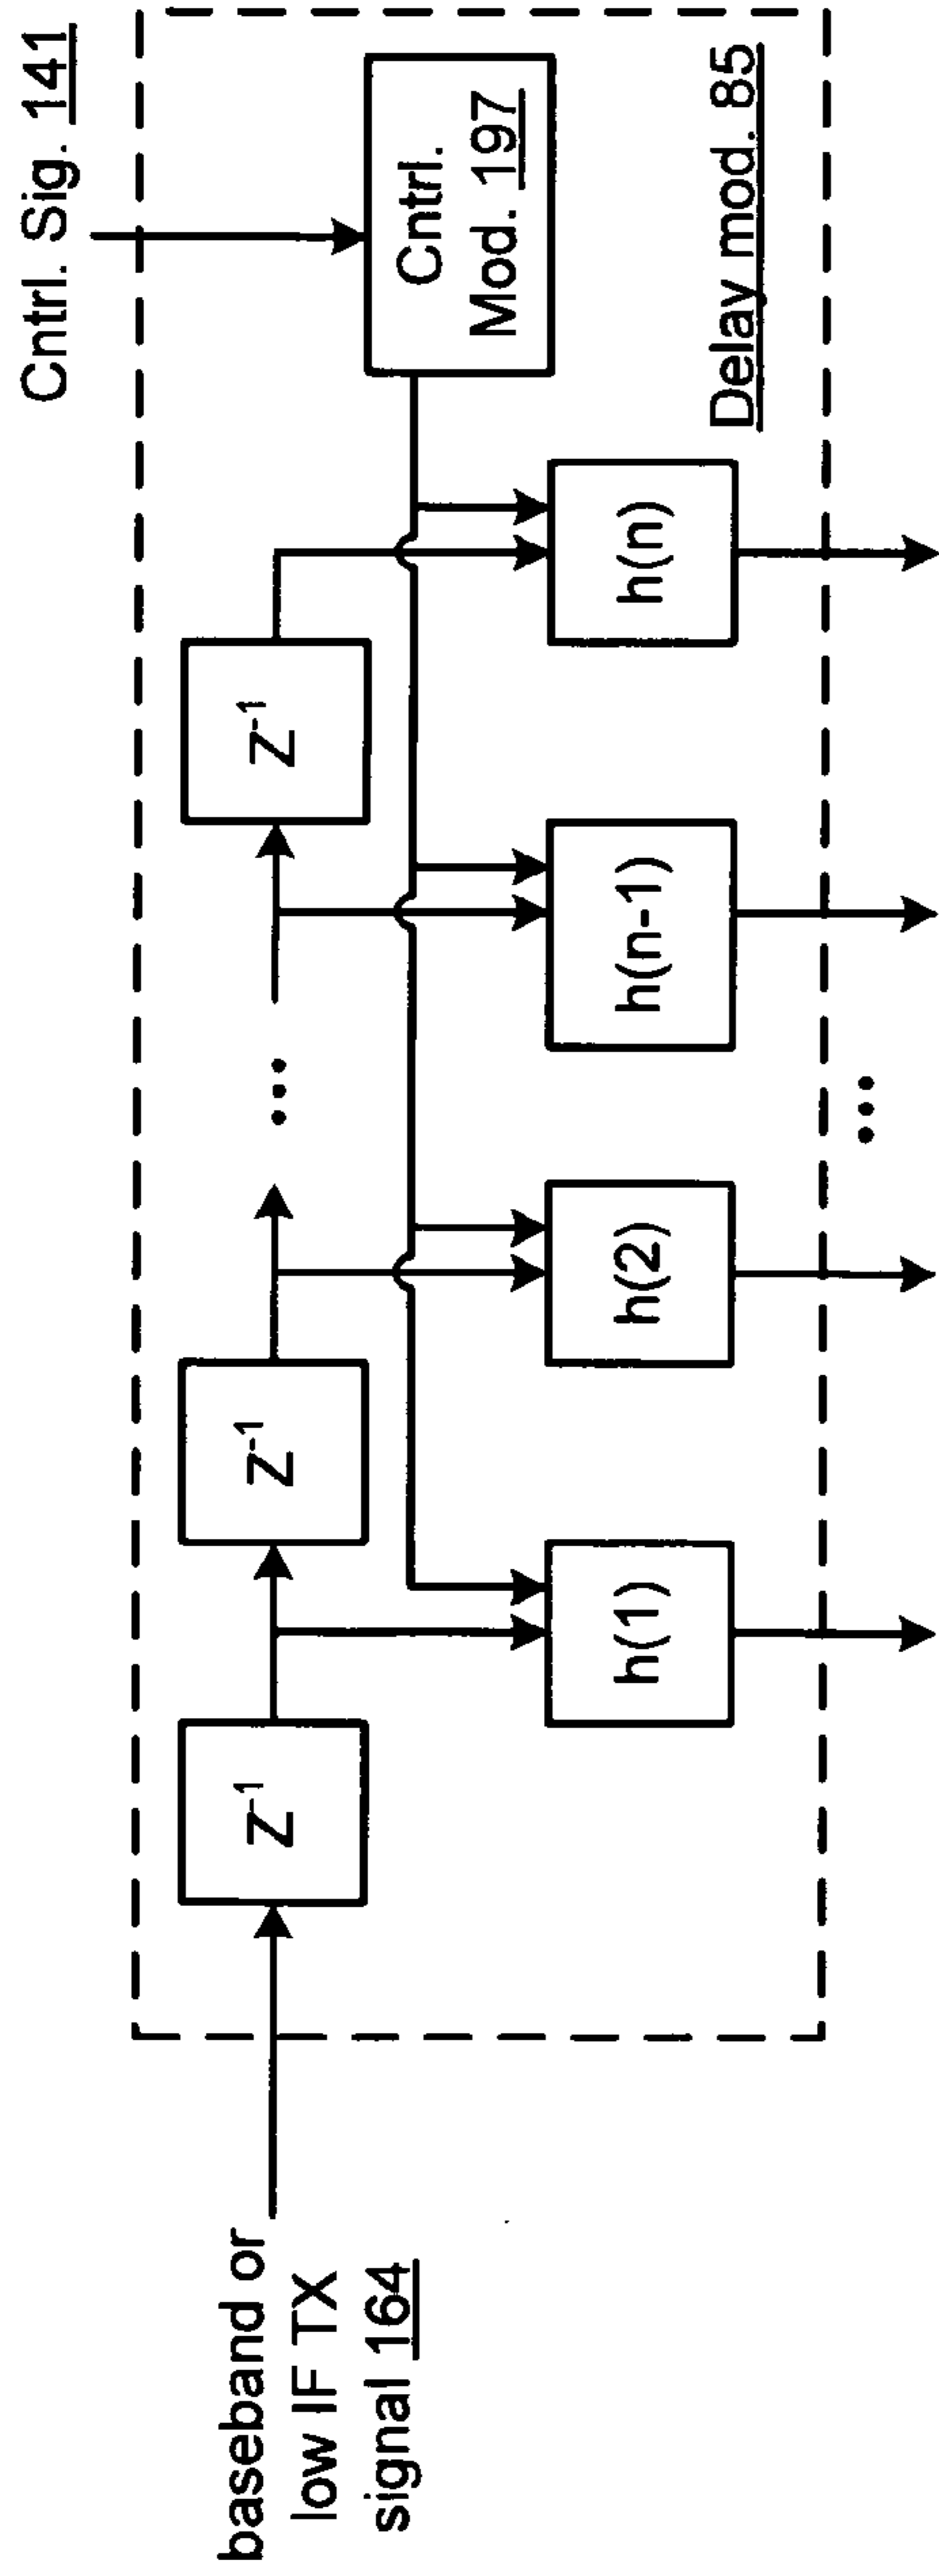 Cntrl. Sig. 141
baseband or
low IF TX
signal 164
Z-1
Z-1
...
Z-1
Cntrl.
Mod. 197
h(1)
h(2)
h(n-1)
h(n)
Delay mod. 85
...